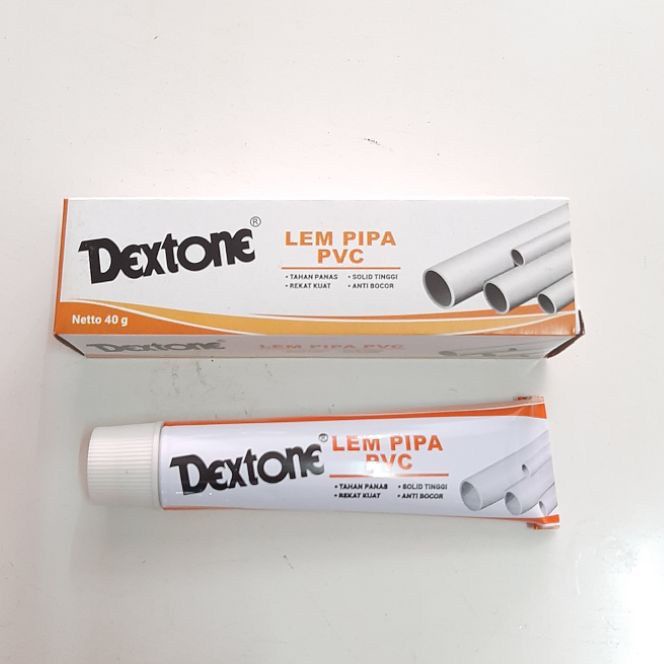 Dextone®
LEM PIPA
PVC
• TAHAN PANAS • SOLID TINGGI
• REKAT KUAT • ANTI BOCOR
Netto 40 g
Dextone
LEM PIPA PVC
Dextone®
LEM PIPA
PVC
• TAHAN PANAS • SOLID TINGGI
• REKAT KUAT • ANTI BOCOR